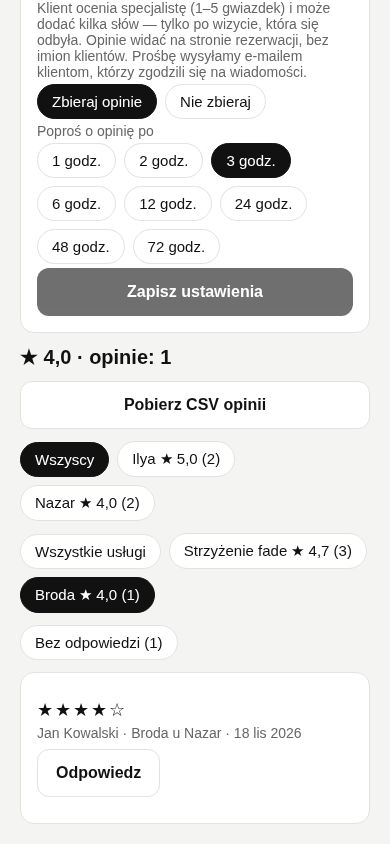 Klient ocenia specjalistę (1–5 gwiazdek) i może
dodać kilka słów — tylko po wizycie, która się
odbyła. Opinie widać na stronie rezerwacji, bez
imion klientów. Prośbę wysyłamy e-mailem
klientom, którzy zgodzili się na wiadomości.
Zbieraj opinie Nie zbieraj
Poproś o opinię po
1 godz. 2 godz. 3 godz.
6 godz. 12 godz. 24 godz.
48 godz. 72 godz.
Zapisz ustawienia
★ 4,0 · opinie: 1
Pobierz CSV opinii
Wszyscy Ilya ★ 5,0 (2)
Nazar ★ 4,0 (2)
Wszystkie usługi Strzyżenie fade ★ 4,7 (3)
Broda ★ 4,0 (1)
Bez odpowiedzi (1)
★★★★☆
Jan Kowalski · Broda u Nazar · 18 lis 2026
Odpowiedz